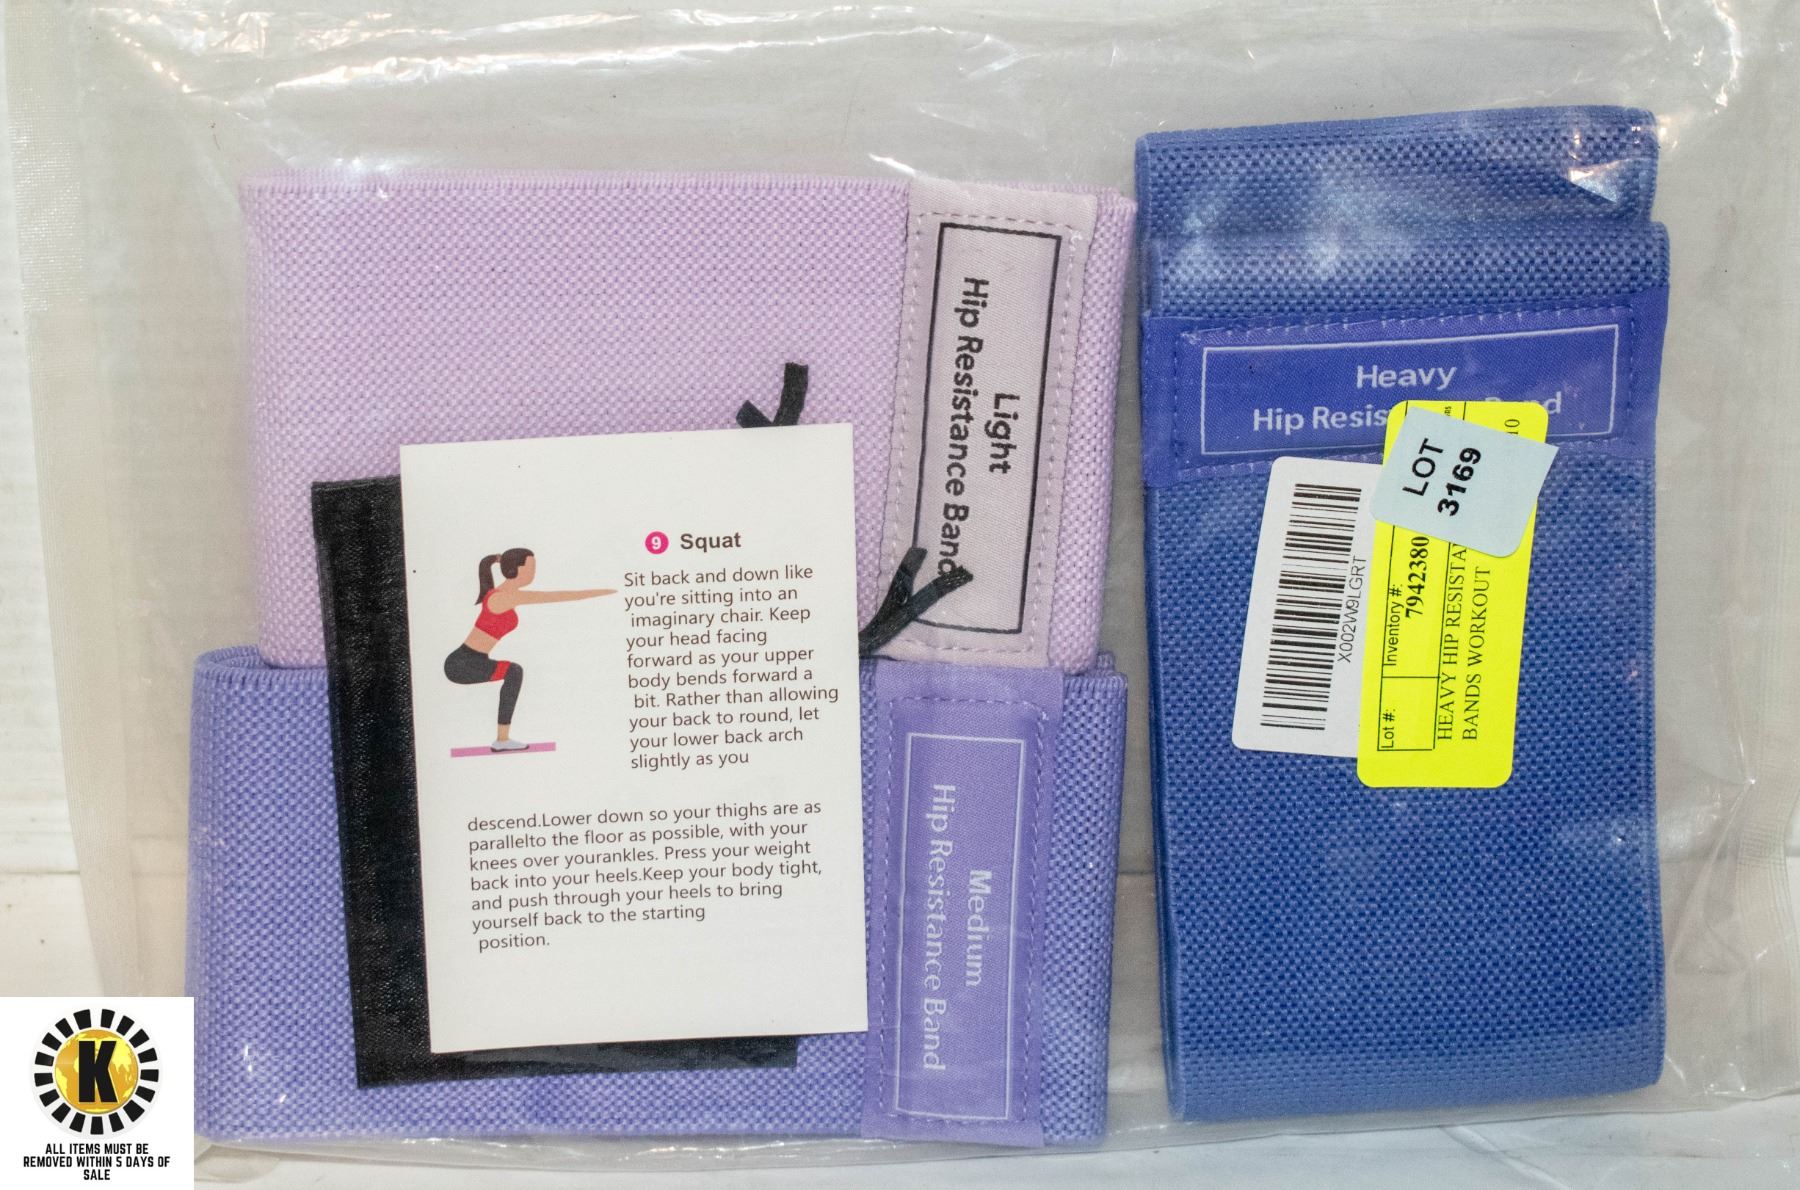 Light
Hip Resistance Band
Medium
Hip Resistance Band
Heavy
Hip Resis nd
LOT
3169
10
Lot #:
Inventory #:
7942380
HEAVY HIP RESISTA
BANDS WORKOUT
X002W9LGRT
9 Squat
Sit back and down like
you're sitting into an
imaginary chair. Keep
your head facing
forward as your upper
body bends forward a
bit. Rather than allowing
your back to round, let
your lower back arch
slightly as you
descend.Lower down so your thighs are as
parallelto the floor as possible, with your
knees over yourankles. Press your weight
back into your heels.Keep your body tight,
and push through your heels to bring
yourself back to the starting
position.
K
ALL ITEMS MUST BE
REMOVED WITHIN 5 DAYS OF
SALE